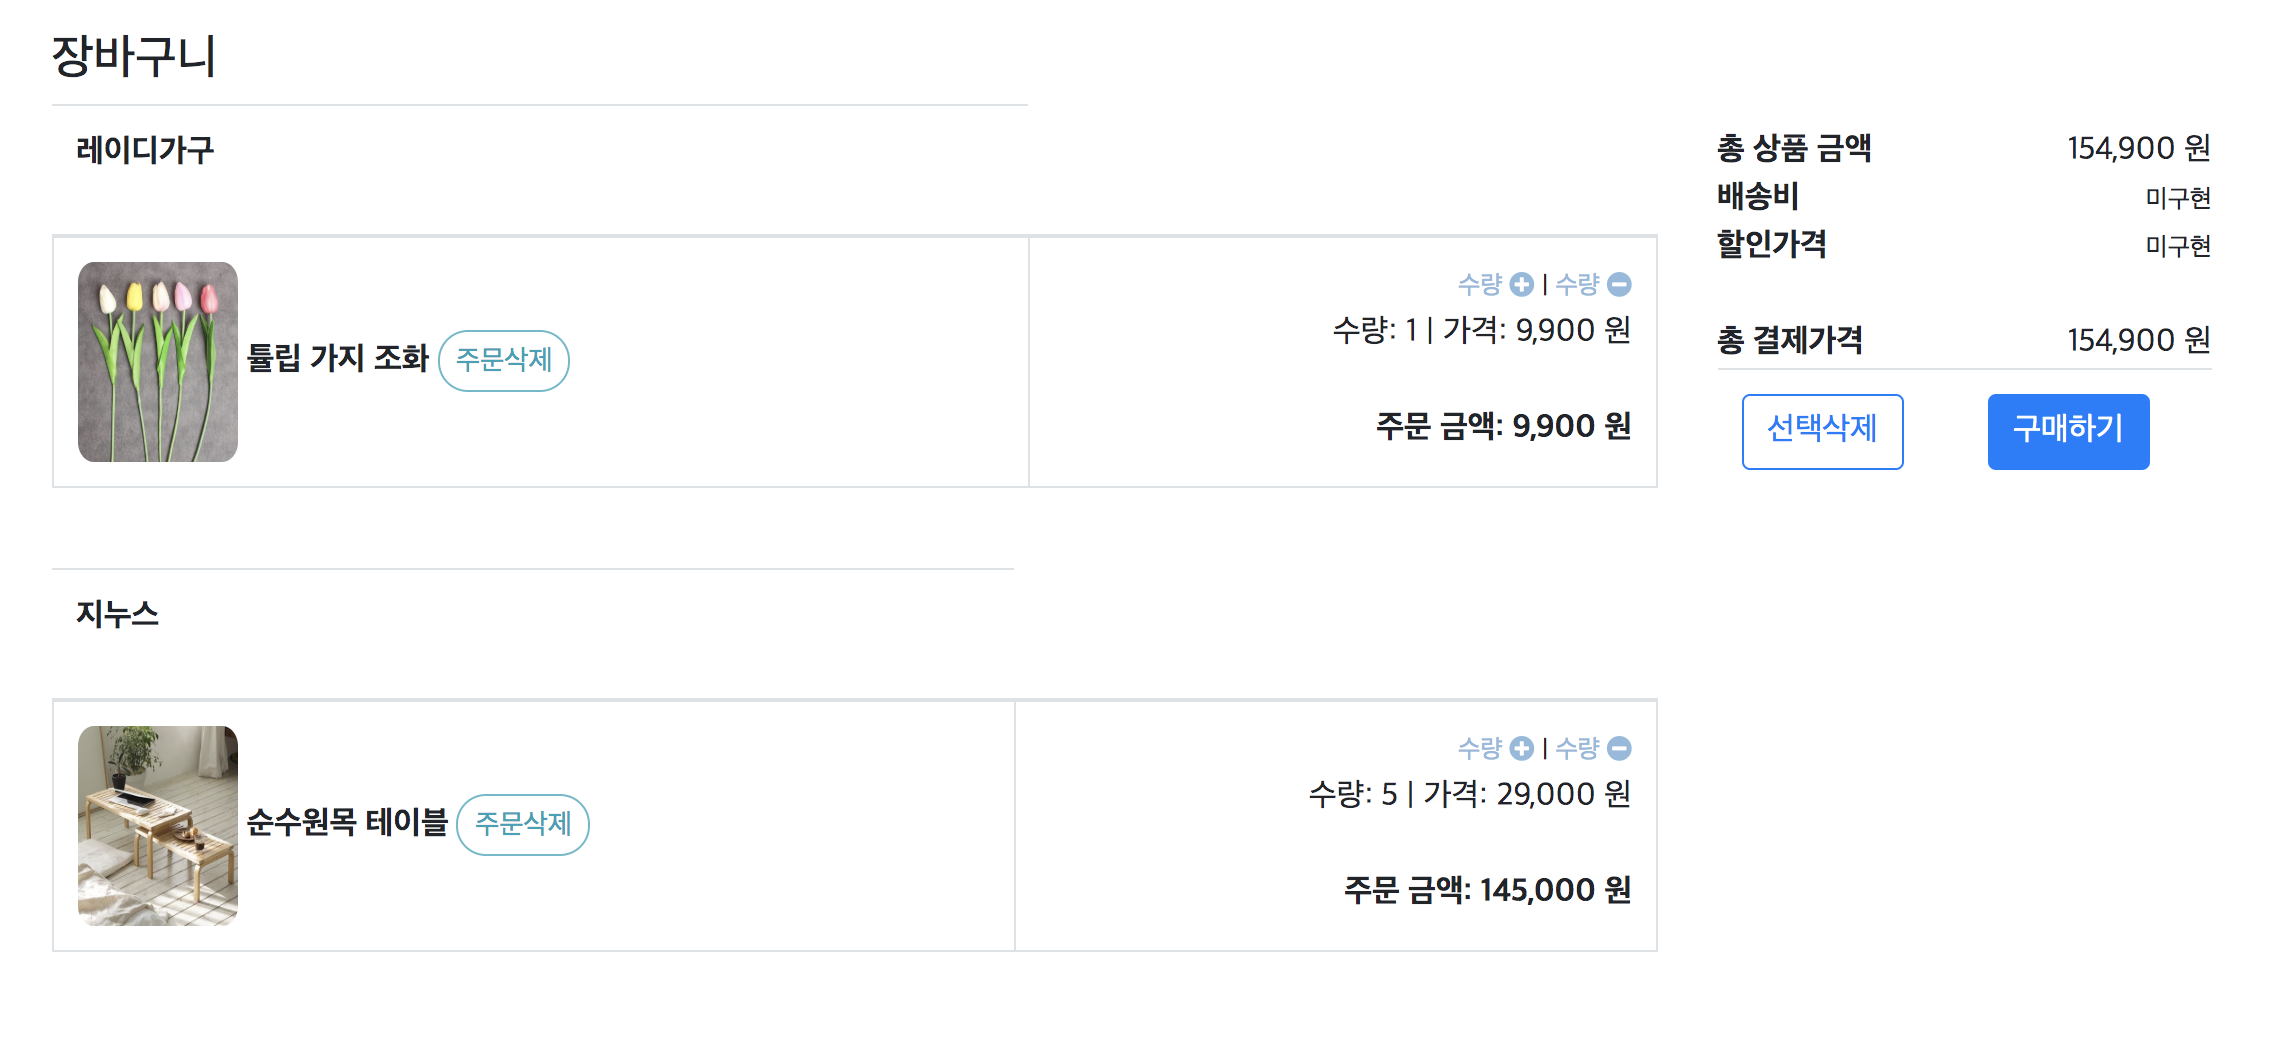 장바구니
레이디가구
튤립 가지 조화 주문삭제
수량 | 수량
수량: 1 | 가격: 9,900 원
주문 금액: 9,900 원
지누스
순수원목 테이블 주문삭제
수량 | 수량
수량: 5 | 가격: 29,000 원
주문 금액: 145,000 원
총 상품 금액 154,900 원
배송비 미구현
할인가격 미구현
총 결제가격 154,900 원
선택삭제 구매하기